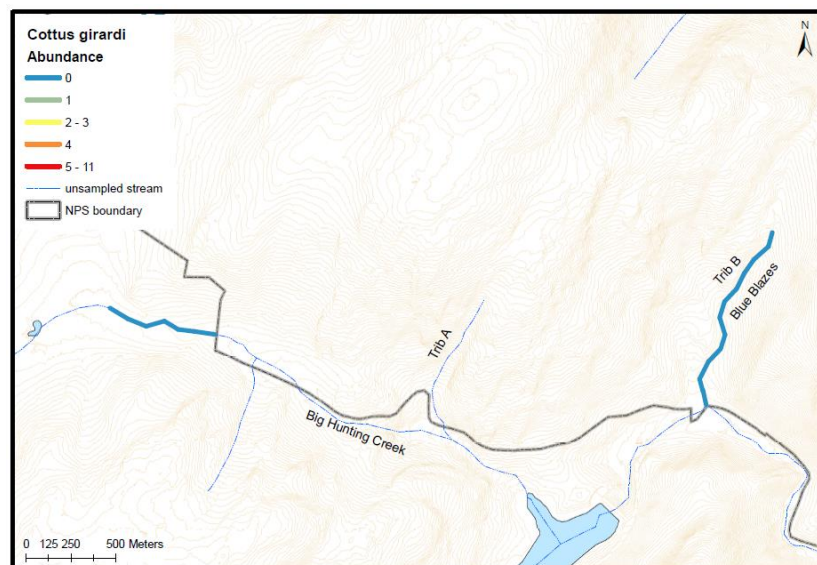 Cottus girardi
Abundance
0
1
2 - 3
4
5 - 11
unsampled stream
NPS boundary
N
Trib B
Blue Blazes
Trib A
Big Hunting Creek
0 125 250 500 Meters